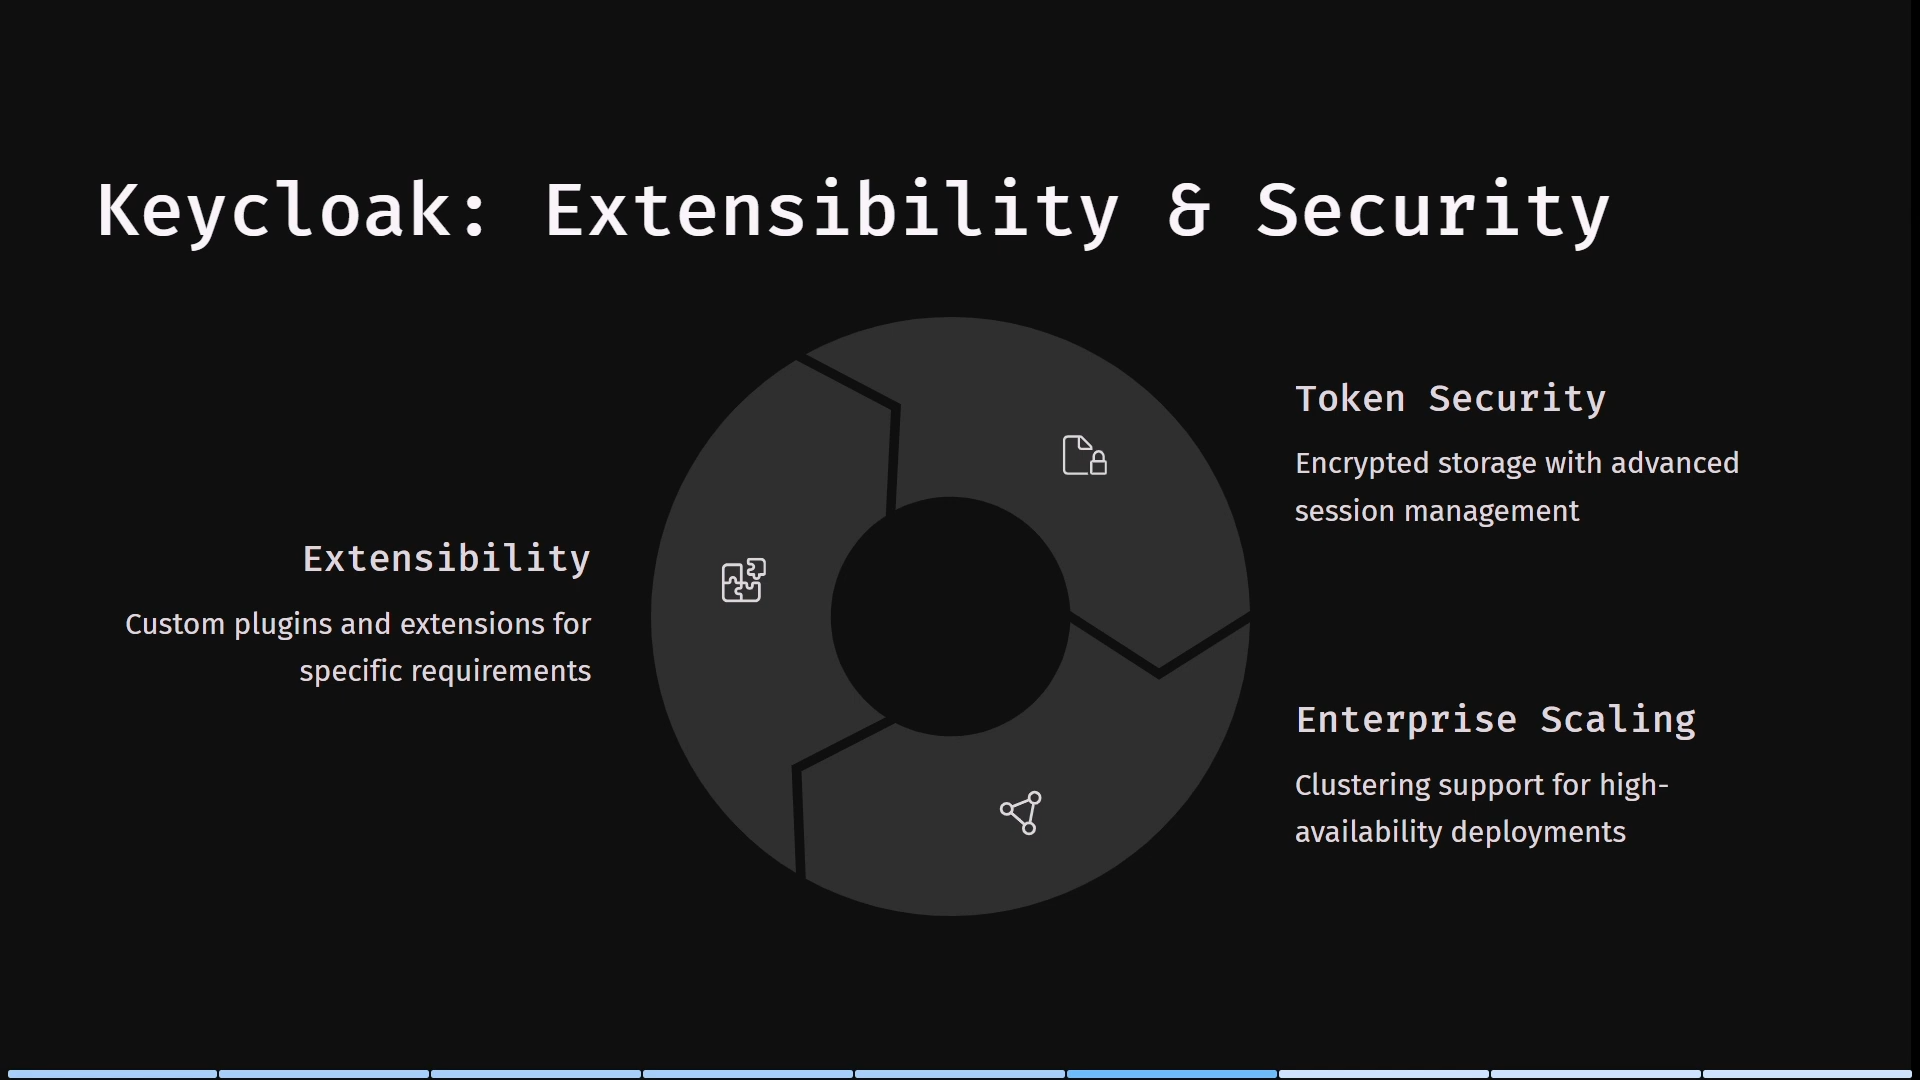 Keycloak: Extensibility & Security
Token Security
Encrypted storage with advanced
session management
Extensibility
Custom plugins and extensions for
specific requirements
Enterprise Scaling
Clustering support for high-
availability deployments